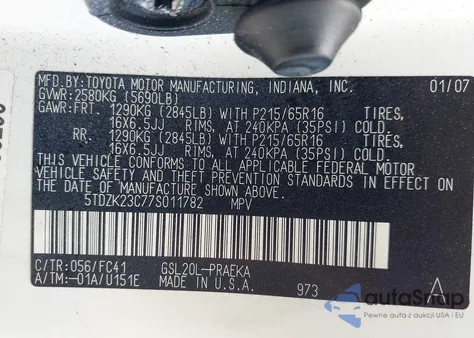 MFD.BY:TOYOTA MOTOR MANUFACTURING, INDIANA, INC. 01/07
GVWR:2580KG (5690LB)
GAWR:FRT. 1290KG (2845LB) WITH P215/65R16 TIRES,
16X6.5JJ RIMS, AT 240KPA (35PSI) COLD.
RR. 1290KG (2845LB) WITH P215/65R16 TIRES,
16X6.5JJ RIMS, AT 240KPA (35PSI) COLD.
THIS VEHICLE CONFORMS TO ALL APPLICABLE FEDERAL MOTOR
VEHICLE SAFETY AND THEFT PREVENTION STANDARDS IN EFFECT ON
THE DATE OF MANUFACTURE SHOWN ABOVE.
5TDZK23C77S011782 MPV
C/TR:056/FC41 GSL20L-PRAEKA
A/TM:-01A/U151E MADE IN U.S.A. 973 A
autoSnap
Pewne auta z aukcji USA i EU